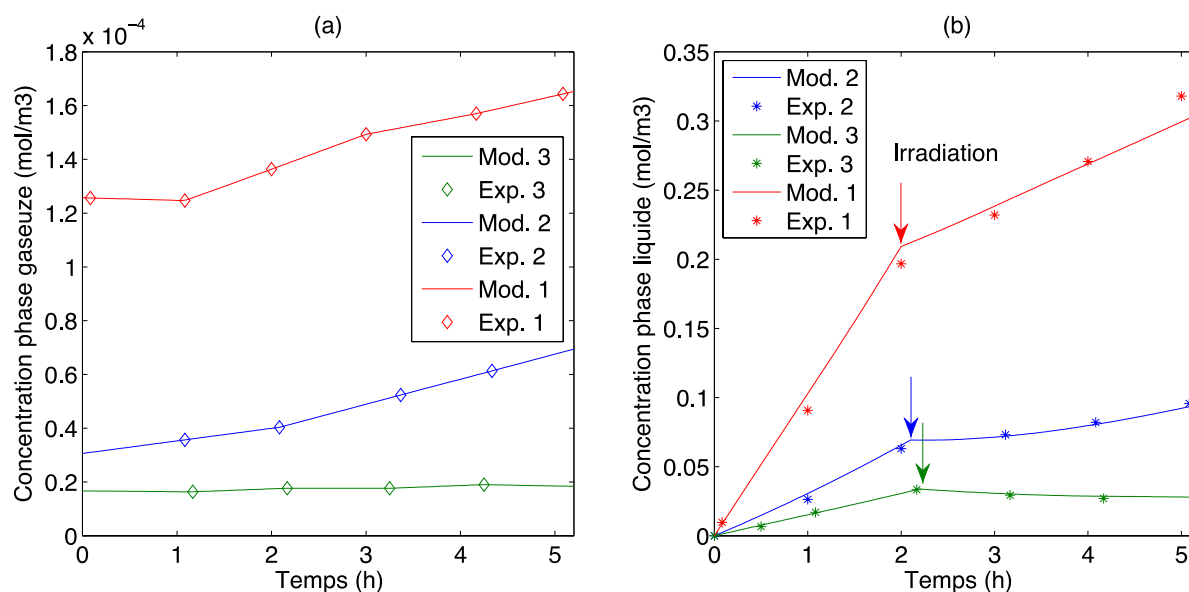 (a)
x 10⁻⁴
1.8
1.6
1.4
1.2
1
0.8
0.6
0.4
0.2
0
0 1 2 3 4 5
Temps (h)
Concentration phase gaseuze (mol/m3)
Mod. 3
Exp. 3
Mod. 2
Exp. 2
Mod. 1
Exp. 1
(b)
0.35
0.3
0.25
0.2
0.15
0.1
0.05
0
0 1 2 3 4 5
Temps (h)
Concentration phase liquide (mol/m3)
Mod. 2
Exp. 2
Mod. 3
Exp. 3
Mod. 1
Exp. 1
Irradiation